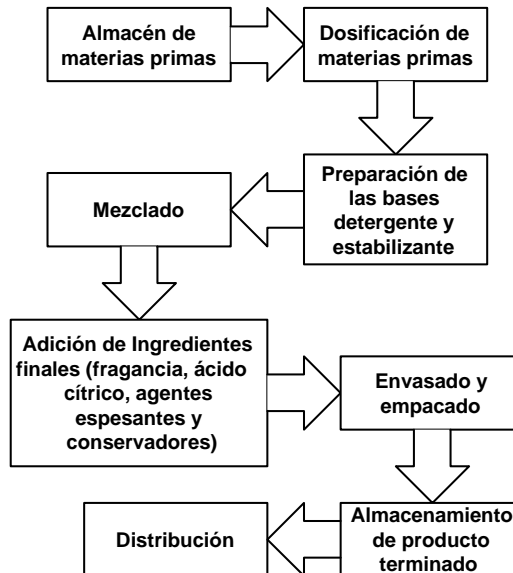 Almacén de
materias primas
Dosificación de
materias primas
Preparación de
las bases
detergente y
estabilizante
Mezclado
Adición de Ingredientes
finales (fragancia, ácido
cítrico, agentes
espesantes y
conservadores)
Envasado y
empacado
Almacenamiento
de producto
terminado
Distribución